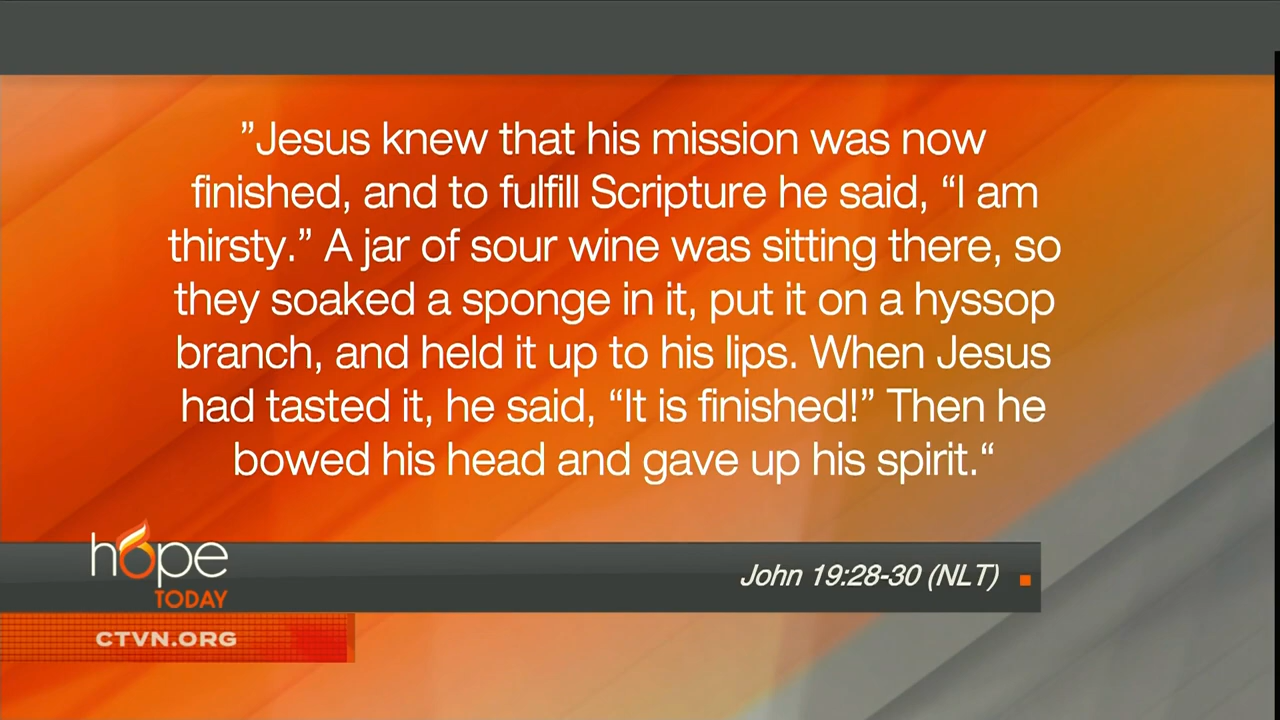 ”Jesus knew that his mission was now
finished, and to fulfill Scripture he said, “I am
thirsty.” A jar of sour wine was sitting there, so
they soaked a sponge in it, put it on a hyssop
branch, and held it up to his lips. When Jesus
had tasted it, he said, “It is finished!” Then he
bowed his head and gave up his spirit.“
John 19:28-30 (NLT)
hope
TODAY
CTVN.ORG